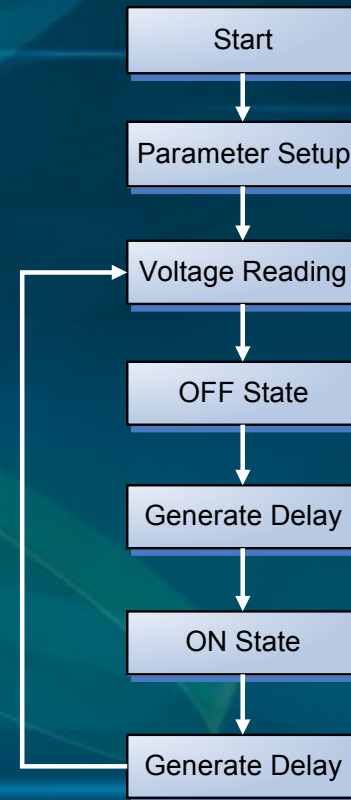 Start
Parameter Setup
Voltage Reading
OFF State
Generate Delay
ON State
Generate Delay